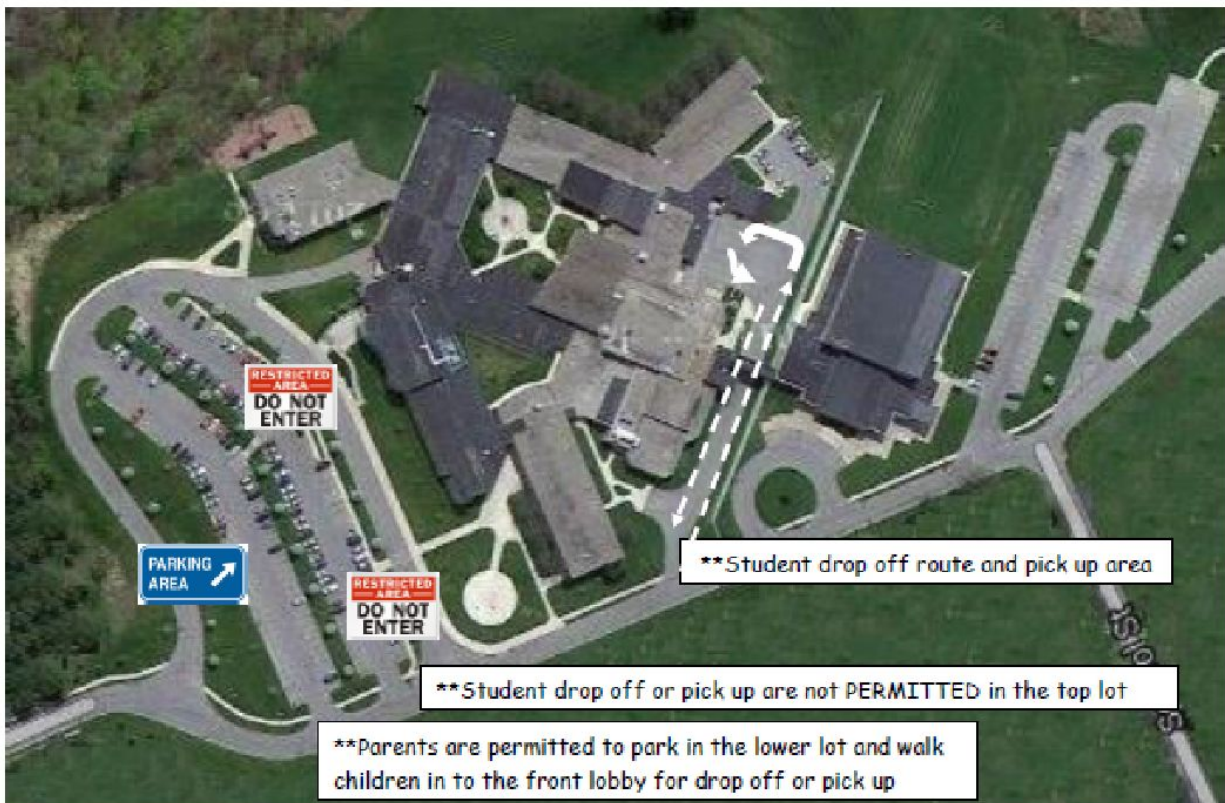 RESTRICTED
AREA
DO NOT
ENTER
PARKING
AREA
RESTRICTED
AREA
DO NOT
ENTER
**Student drop off route and pick up area
**Student drop off or pick up are not PERMITTED in the top lot
**Parents are permitted to park in the lower lot and walk
children in to the front lobby for drop off or pick up